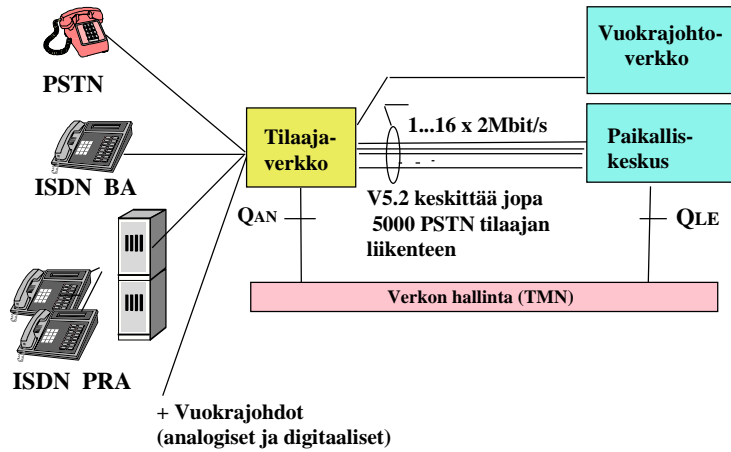 PSTN
ISDN BA
ISDN PRA
+ Vuokrajohdot
(analogiset ja digitaaliset)
Tilaaja-
verkko
1...16 x 2Mbit/s
V5.2 keskittää jopa
5000 PSTN tilaajan
liikenteen
Vuokrajohto-
verkko
Paikallis-
keskus
QAN
QLE
Verkon hallinta (TMN)